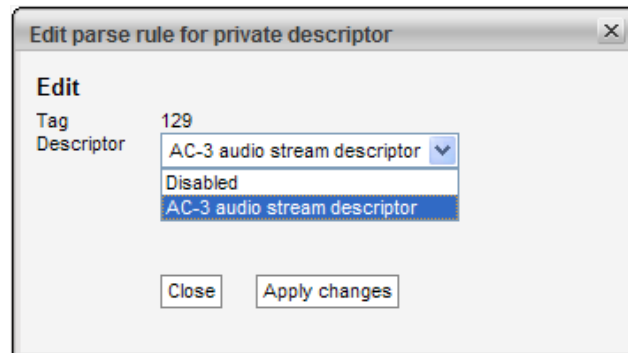 Edit parse rule for private descriptor
Edit
Tag 129
Descriptor AC-3 audio stream descriptor
Disabled
AC-3 audio stream descriptor
Close Apply changes